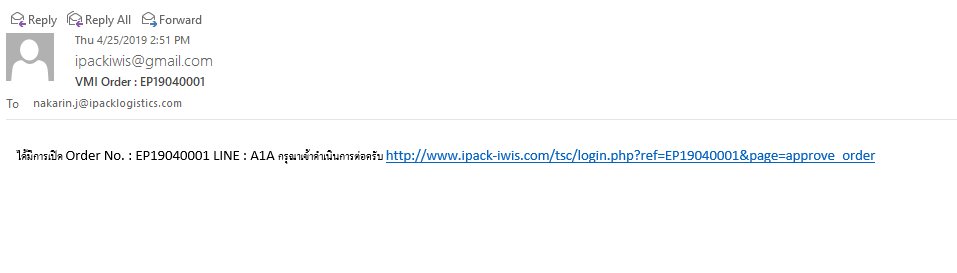 Reply Reply All Forward
Thu 4/25/2019 2:51 PM
ipackiwis@gmail.com
VMI Order : EP19040001
To nakarin.j@ipacklogistics.com
ได้มีการเปิด Order No. : EP19040001 LINE : A1A กรุณาเข้าดำเนินการต่อครับ http://www.ipack-iwis.com/tsc/login.php?ref=EP19040001&page=approve_order